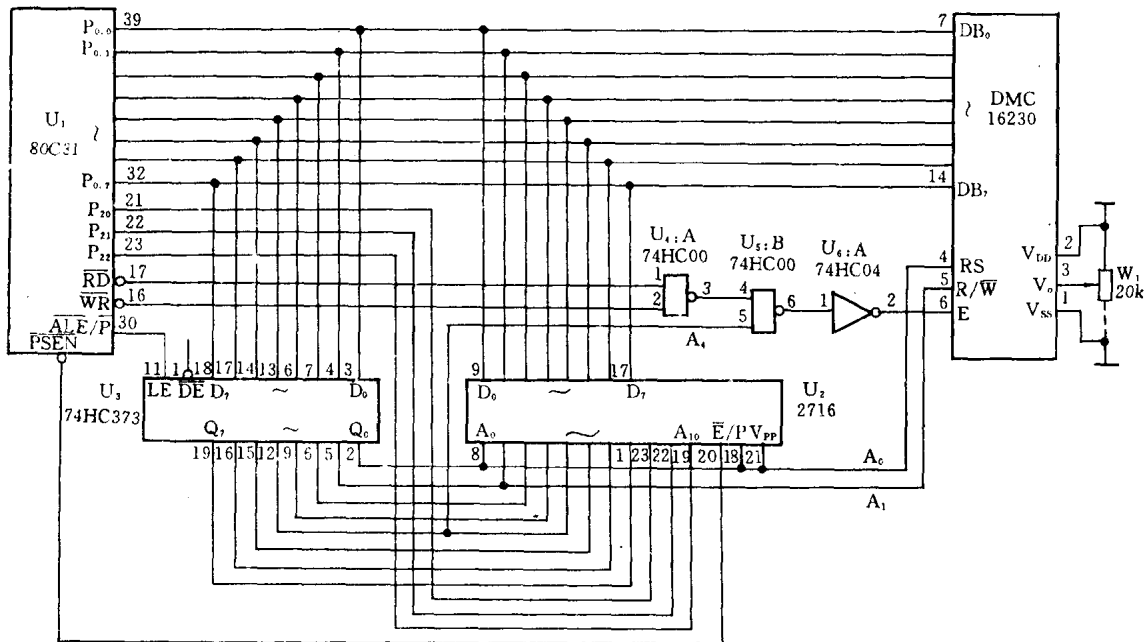 39
P₀.₀
P₀.₁
U₁
80C31
~
32
P₀.₇
21
P₂₀
22
P₂₁
23
P₂₂
17
R̅D̅
16
W̅R̅
30
A̅L̅E̅/P̅
P̅S̅E̅N̅
7
DB₀
DMC
16230
~
14
DB₇
4
RS
5
R/W̅
6
E
V_DD
2
V₀
3
V_SS
1
W₁
20k
U₄:A
74HC00
1
2
3
U₅:B
74HC00
4
5
6
U₆:A
74HC04
1
2
A₄
11 1 18 17 14 13 6 7 4 3
LE D̅E̅ D₇ ~ D₀
U₃
74HC373
Q₇ ~ Q₀
19 16 15 12 9 6 5 2
9 17
D₀ ~ D₇
U₂
2716
A₀ ~ A₁₀ E̅/P V_PP
8 1 23 22 19 20 18 21
A₀
A₁